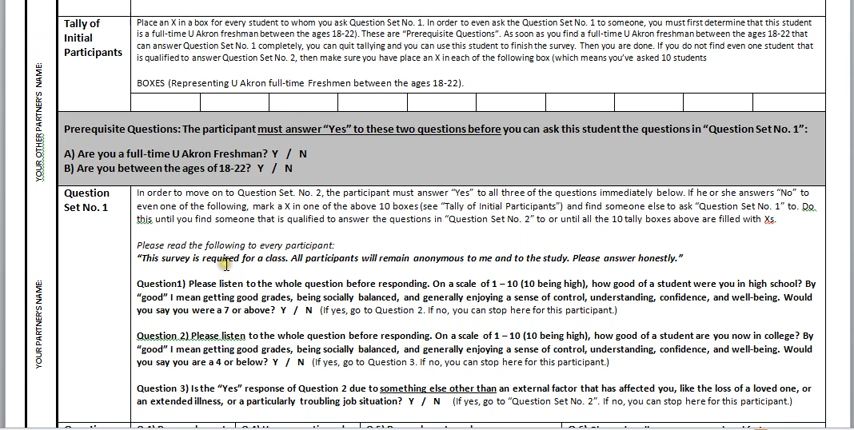 YOUR OTHER PARTNER'S NAME:
YOUR PARTNER'S NAME:
Tally of
Initial
Participants
Place an X in a box for every student to whom you ask Question Set No. 1. In order to even ask the Question Set No. 1 to someone, you must first determine that this student
is a full-time U Akron freshman between the ages 18-22). These are "Prerequisite Questions". As soon as you find a full-time U Akron freshman between the ages 18-22 that
can answer Question Set No. 1 completely, you can quit tallying and you can use this student to finish the survey. Then you are done. If you do not find even one student that
is qualified to answer Question Set No. 2, then make sure you have place an X in each of the following box (which means you've asked 10 students
BOXES (Representing U Akron full-time Freshmen between the ages 18-22).
Prerequisite Questions: The participant must answer "Yes" to these two questions before you can ask this student the questions in "Question Set No. 1":
A) Are you a full-time U Akron Freshman? Y / N
B) Are you between the ages of 18-22? Y / N
Question
Set No. 1
In order to move on to Question Set. No. 2, the participant must answer "Yes" to all three of the questions immediately below. If he or she answers "No" to
even one of the following, mark a X in one of the above 10 boxes (see "Tally of Initial Participants") and find someone else to ask "Question Set No. 1" to. Do
this until you find someone that is qualified to answer the questions in "Question Set No. 2" to or until all the 10 tally boxes above are filled with Xs.
Please read the following to every participant:
"This survey is required for a class. All participants will remain anonymous to me and to the study. Please answer honestly."
Question1) Please listen to the whole question before responding. On a scale of 1 – 10 (10 being high), how good of a student were you in high school? By
"good" I mean getting good grades, being socially balanced, and generally enjoying a sense of control, understanding, confidence, and well-being. Would
you say you were a 7 or above? Y / N (If yes, go to Question 2. If no, you can stop here for this participant.)
Question 2) Please listen to the whole question before responding. On a scale of 1 – 10 (10 being high), how good of a student are you now in college? By
"good" I mean getting good grades, being socially balanced, and generally enjoying a sense of control, understanding, confidence, and well-being. Would
you say you are a 4 or below? Y / N (If yes, go to Question 3. If no, you can stop here for this participant.)
Question 3) Is the "Yes" response of Question 2 due to something else other than an external factor that has affected you, like the loss of a loved one, or
an extended illness, or a particularly troubling job situation? Y / N (If yes, go to "Question Set No. 2". If no, you can stop here for this participant.)